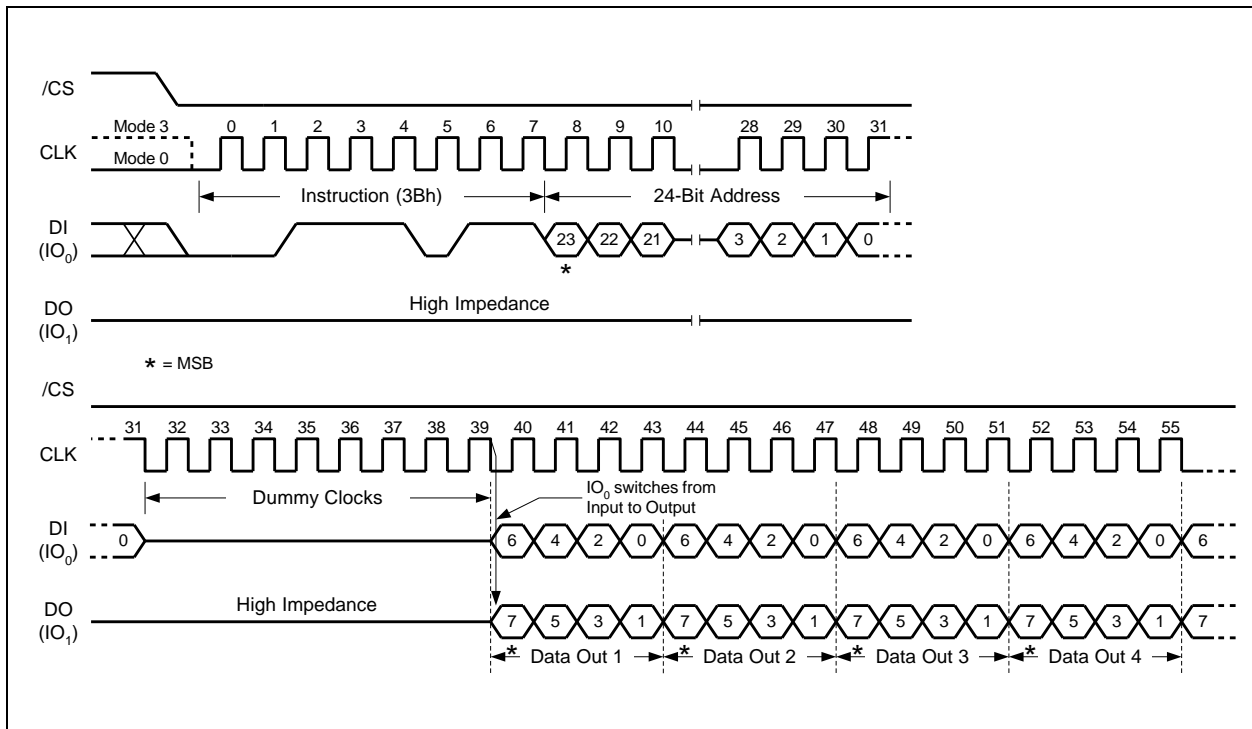 /CS
Mode 3
0 1 2 3 4 5 6 7 8 9 10 28 29 30 31
CLK
Mode 0
Instruction (3Bh) 24-Bit Address
DI
(IO0)
23 22 21 3 2 1 0
*
High Impedance
DO
(IO1)
* = MSB
/CS
31 32 33 34 35 36 37 38 39 40 41 42 43 44 45 46 47 48 49 50 51 52 53 54 55
CLK
Dummy Clocks
IO0 switches from
Input to Output
DI
(IO0)
0 6 4 2 0 6 4 2 0 6 4 2 0 6 4 2 0 6
High Impedance
DO
(IO1)
7 5 3 1 7 5 3 1 7 5 3 1 7 5 3 1 7
* Data Out 1 * Data Out 2 * Data Out 3 * Data Out 4